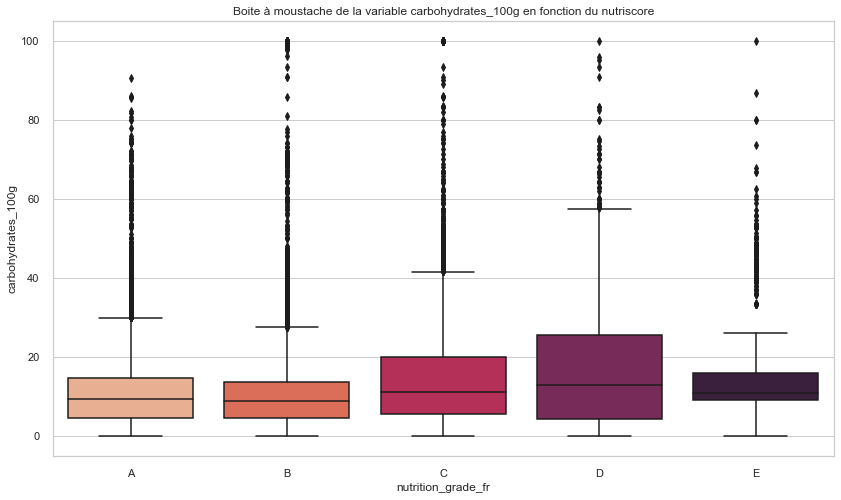 Boite à moustache de la variable carbohydrates_100g en fonction du nutriscore
100
80
60
40
20
0
carbohydrates_100g
A B C D E
nutrition_grade_fr